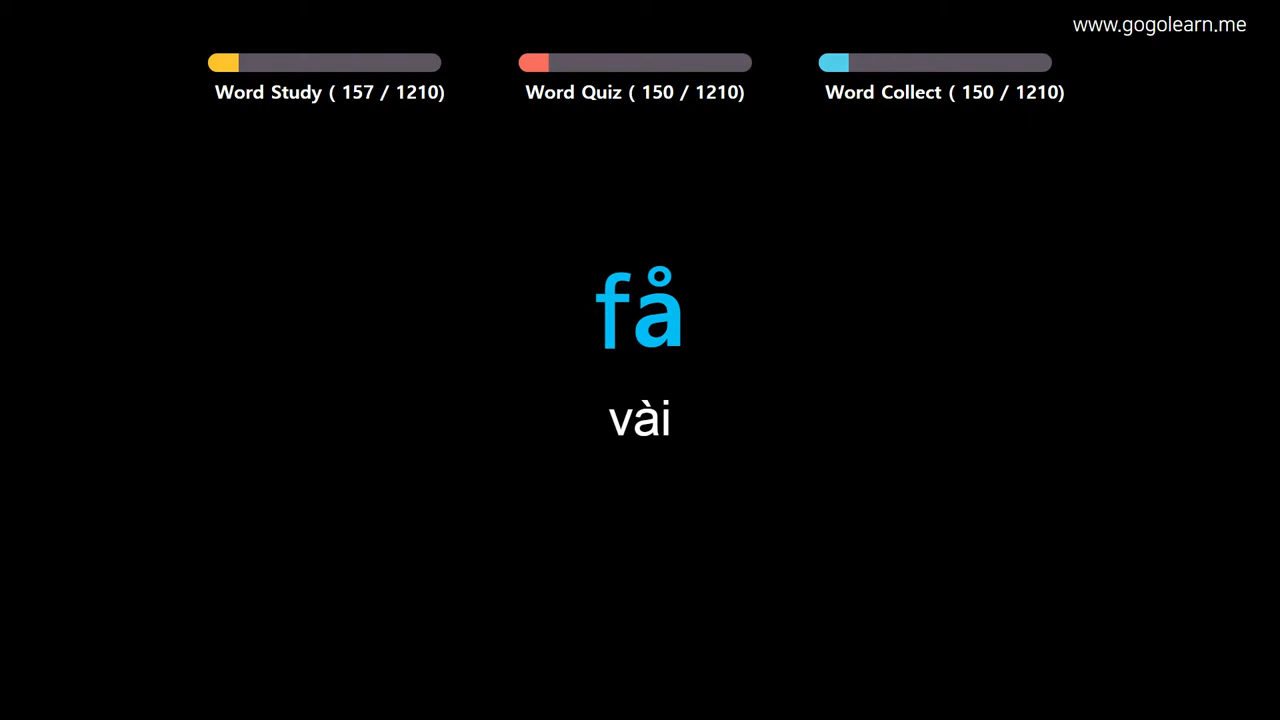 www.gogolearn.me
Word Study ( 157 / 1210)
Word Quiz ( 150 / 1210)
Word Collect ( 150 / 1210)
få
vài